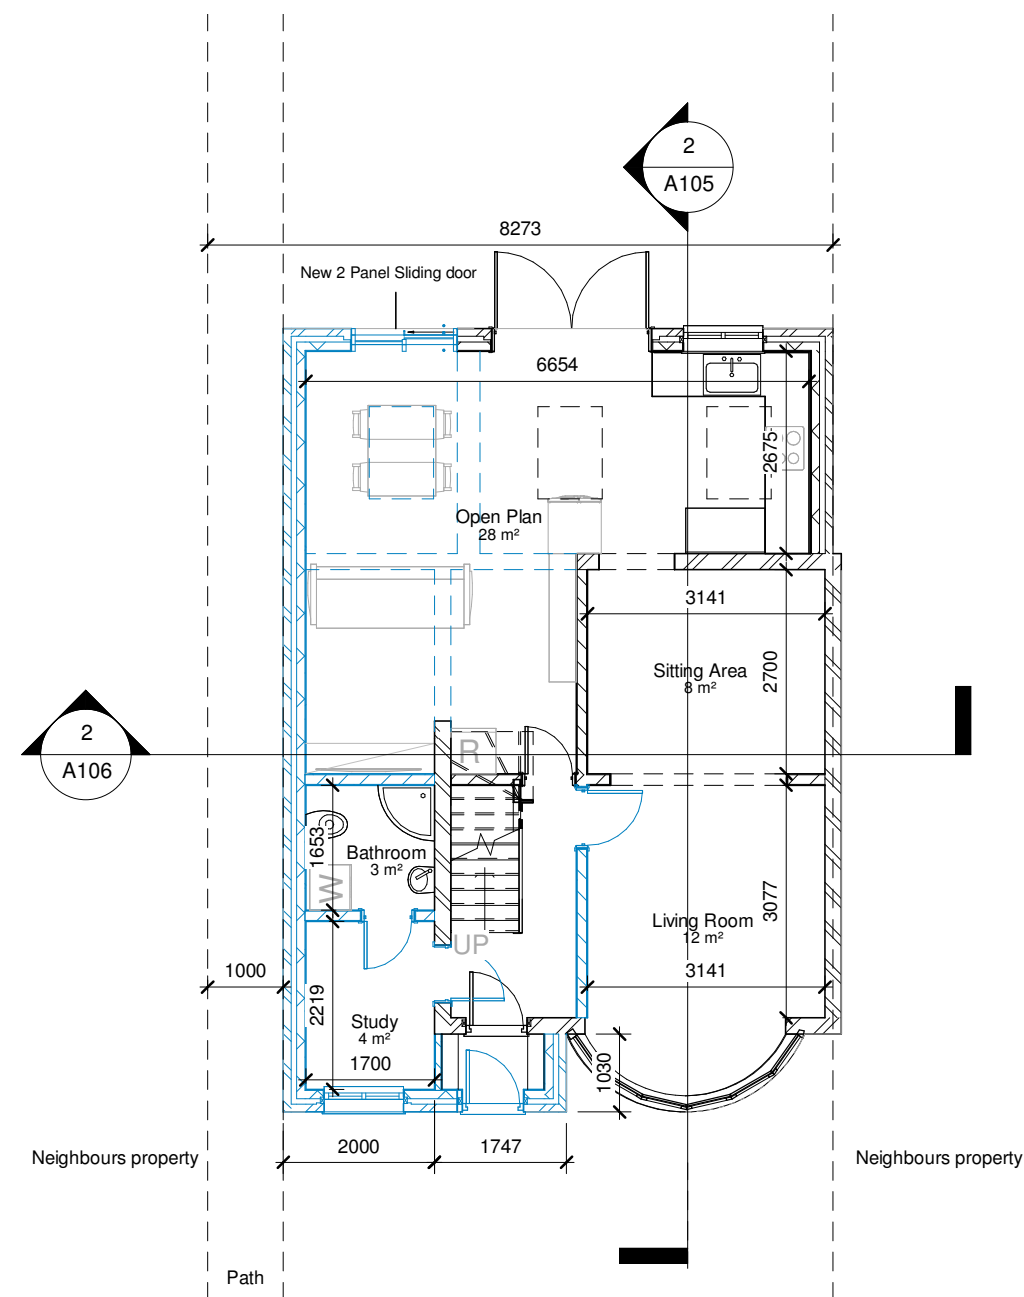 2
A105
8273
New 2 Panel Sliding door
6654
2675
Open Plan
28 m²
3141
Sitting Area
8 m²
2700
2
A106
R
1653
Bathroom
3 m²
W
3077
Living Room
12 m²
UP
3141
1000
2219
Study
4 m²
1700
1030
2000
1747
Neighbours property
Neighbours property
Path